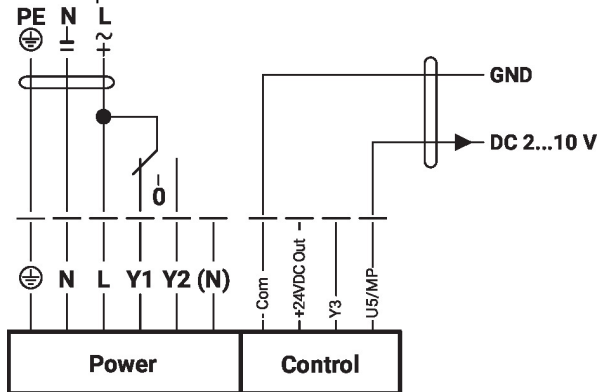 PE N L
~
+
GND
DC 2...10 V
0
N L Y1 Y2 (N)
- Com
+24VDC Out
Y3
U5/MP
Power
Control